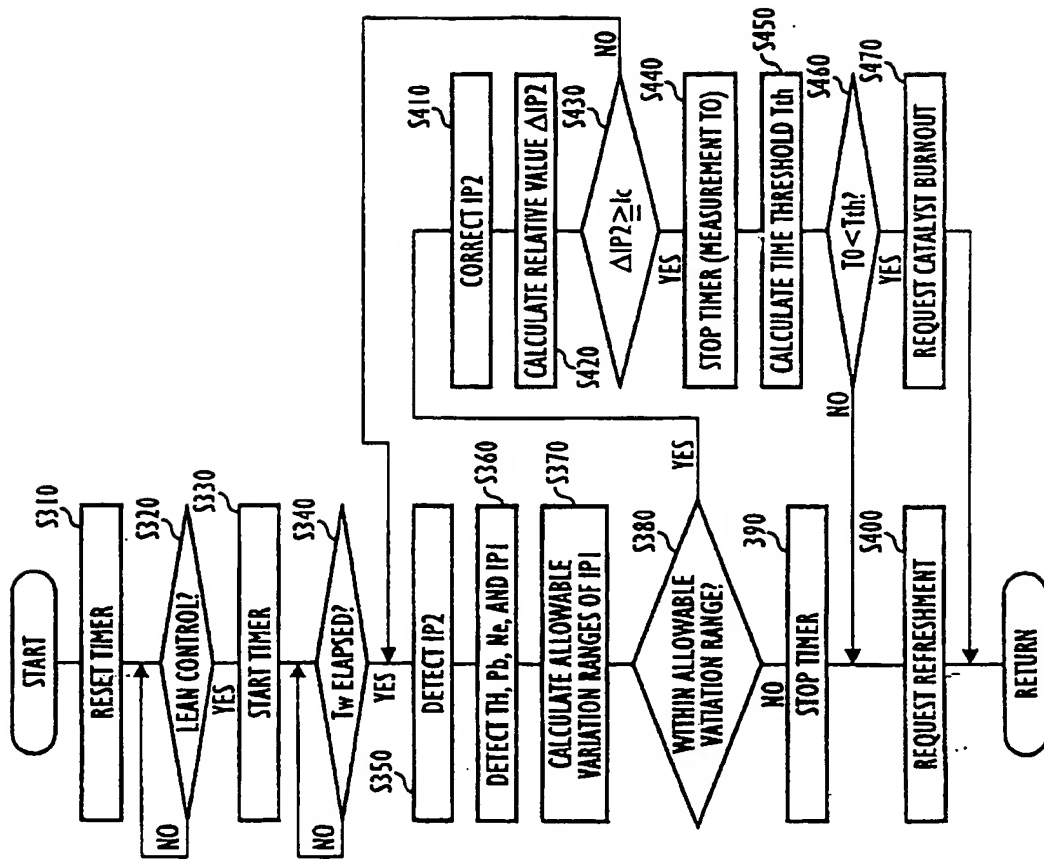 START
S310
RESET TIMER
S320
LEAN CONTROL?
NO
YES
S330
START TIMER
S340
Tw ELAPSED?
NO
YES
S350
DETECT IP2
S360
DETECT TH, Pb, Ne, AND IP1
S370
CALCULATE ALLOWABLE
VARIATION RANGES OF IP1
S380
WITHIN ALLOWABLE
VATIATION RANGE?
YES
NO
390
STOP TIMER
S400
REQUEST REFRESHMENT
RETURN
S410
CORRECT IP2
CALCULATE RELATIVE VALUE ΔIP2
S420
S430
ΔIP2≧Ic
NO
YES
S440
STOP TIMER (MEASUREMENT TO)
S450
CALCULATE TIME THRESHOLD Tth
S460
T0<Tth?
NO
YES
S470
REQUEST CATALYST BURNOUT